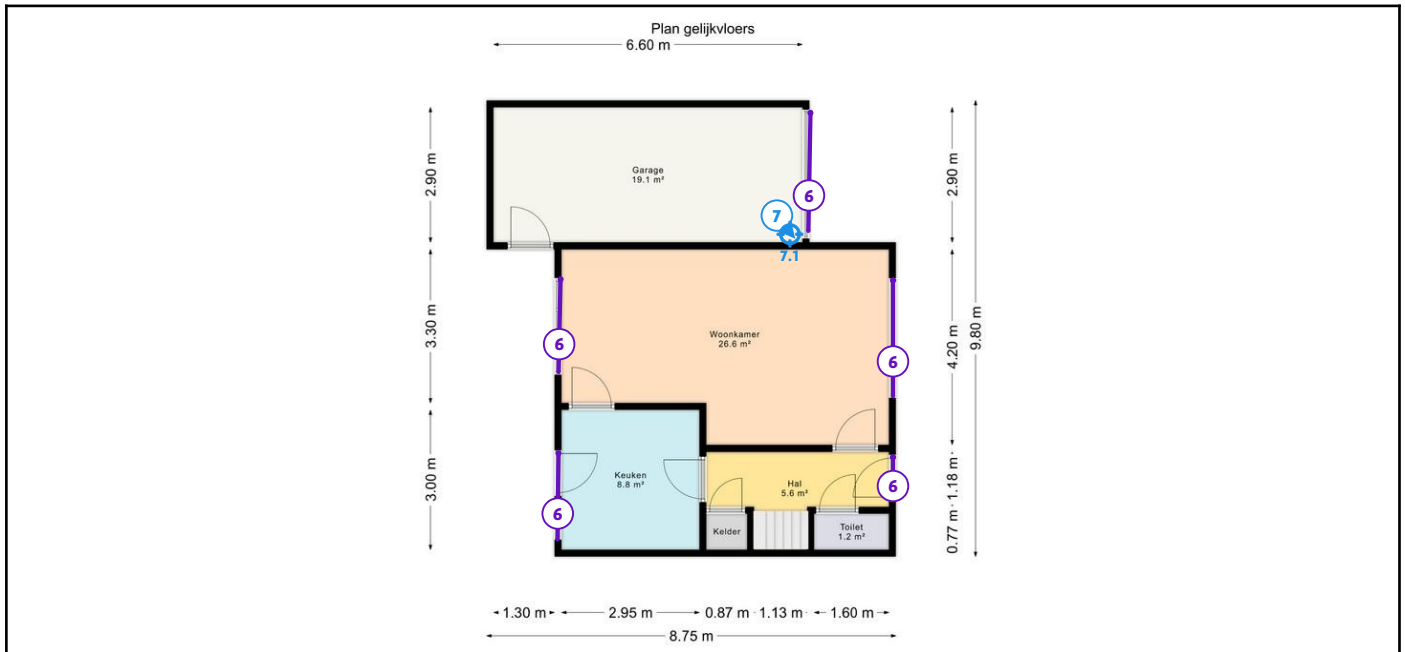 Plan gelijkvloers
6.60 m
2.90 m
3.30 m
3.00 m
Garage
19.1 m²
6
7
7.1
2.90 m
4.20 m
9.80 m
1.18 m
0.77 m
Woonkamer
26.6 m²
6
6
Keuken
8.8 m²
6
Hal
5.6 m²
6
Kelder
Toilet
1.2 m²
1.30 m
2.95 m
0.87 m
1.13 m
1.60 m
8.75 m